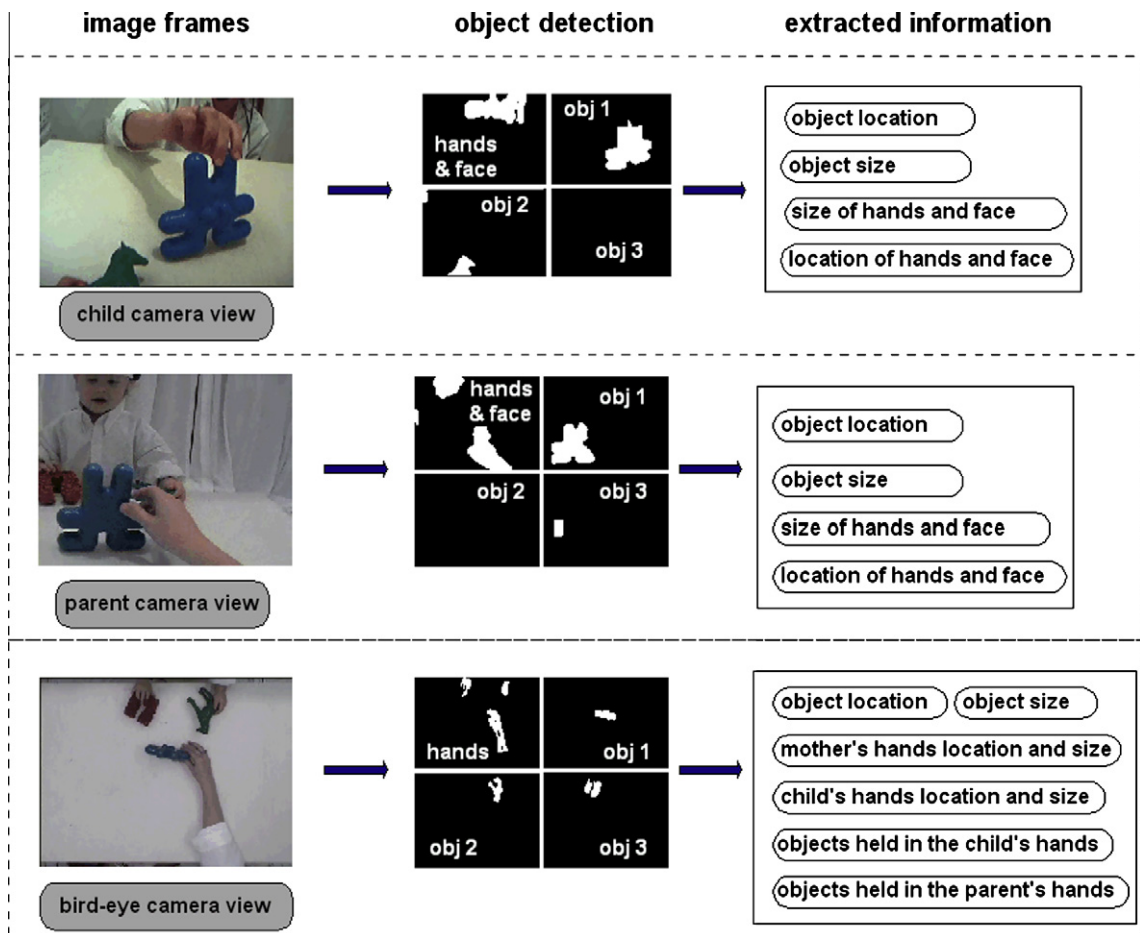 image frames
object detection
extracted information
hands
& face
obj 1
obj 2
obj 3
object location
object size
size of hands and face
location of hands and face
child camera view
hands
& face
obj 1
obj 2
obj 3
object location
object size
size of hands and face
location of hands and face
parent camera view
hands
obj 1
obj 2
obj 3
object location
object size
mother's hands location and size
child's hands location and size
objects held in the child's hands
objects held in the parent's hands
bird-eye camera view